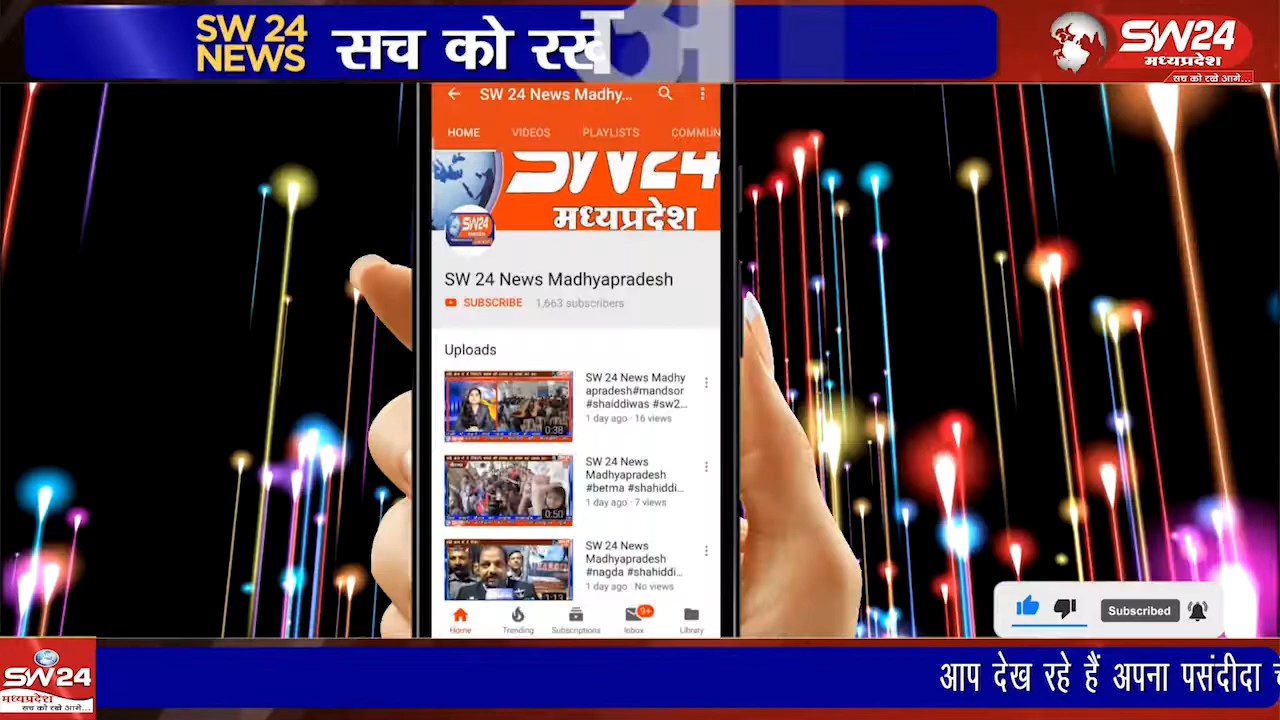 SW 24
NEWS
सच को रख
SW24
मध्यप्रदेश
सच को रखे आगे...
SW 24 News Madhy...
HOME VIDEOS PLAYLISTS COMMUN
SW24
मध्यप्रदेश
SW24
SW 24 News Madhyapradesh
SUBSCRIBE 1,663 subscribers
Uploads
SW 24 News Madhy
apradesh#mandsor
#shaiddiwas #sw2...
1 day ago · 16 views
0:38
SW 24 News
Madhyapradesh
#betma #shahiddi...
1 day ago · 7 views
0:50
SW 24 News
Madhyapradesh
#nagda #shahiddi...
1 day ago · No views
1:13
Home Trending Subscriptions Inbox 9+ Library
Subscribed
SW24
मध्यप्रदेश
सच को रखे आगे...
आप देख रहे हैं अपना पसंदीदा